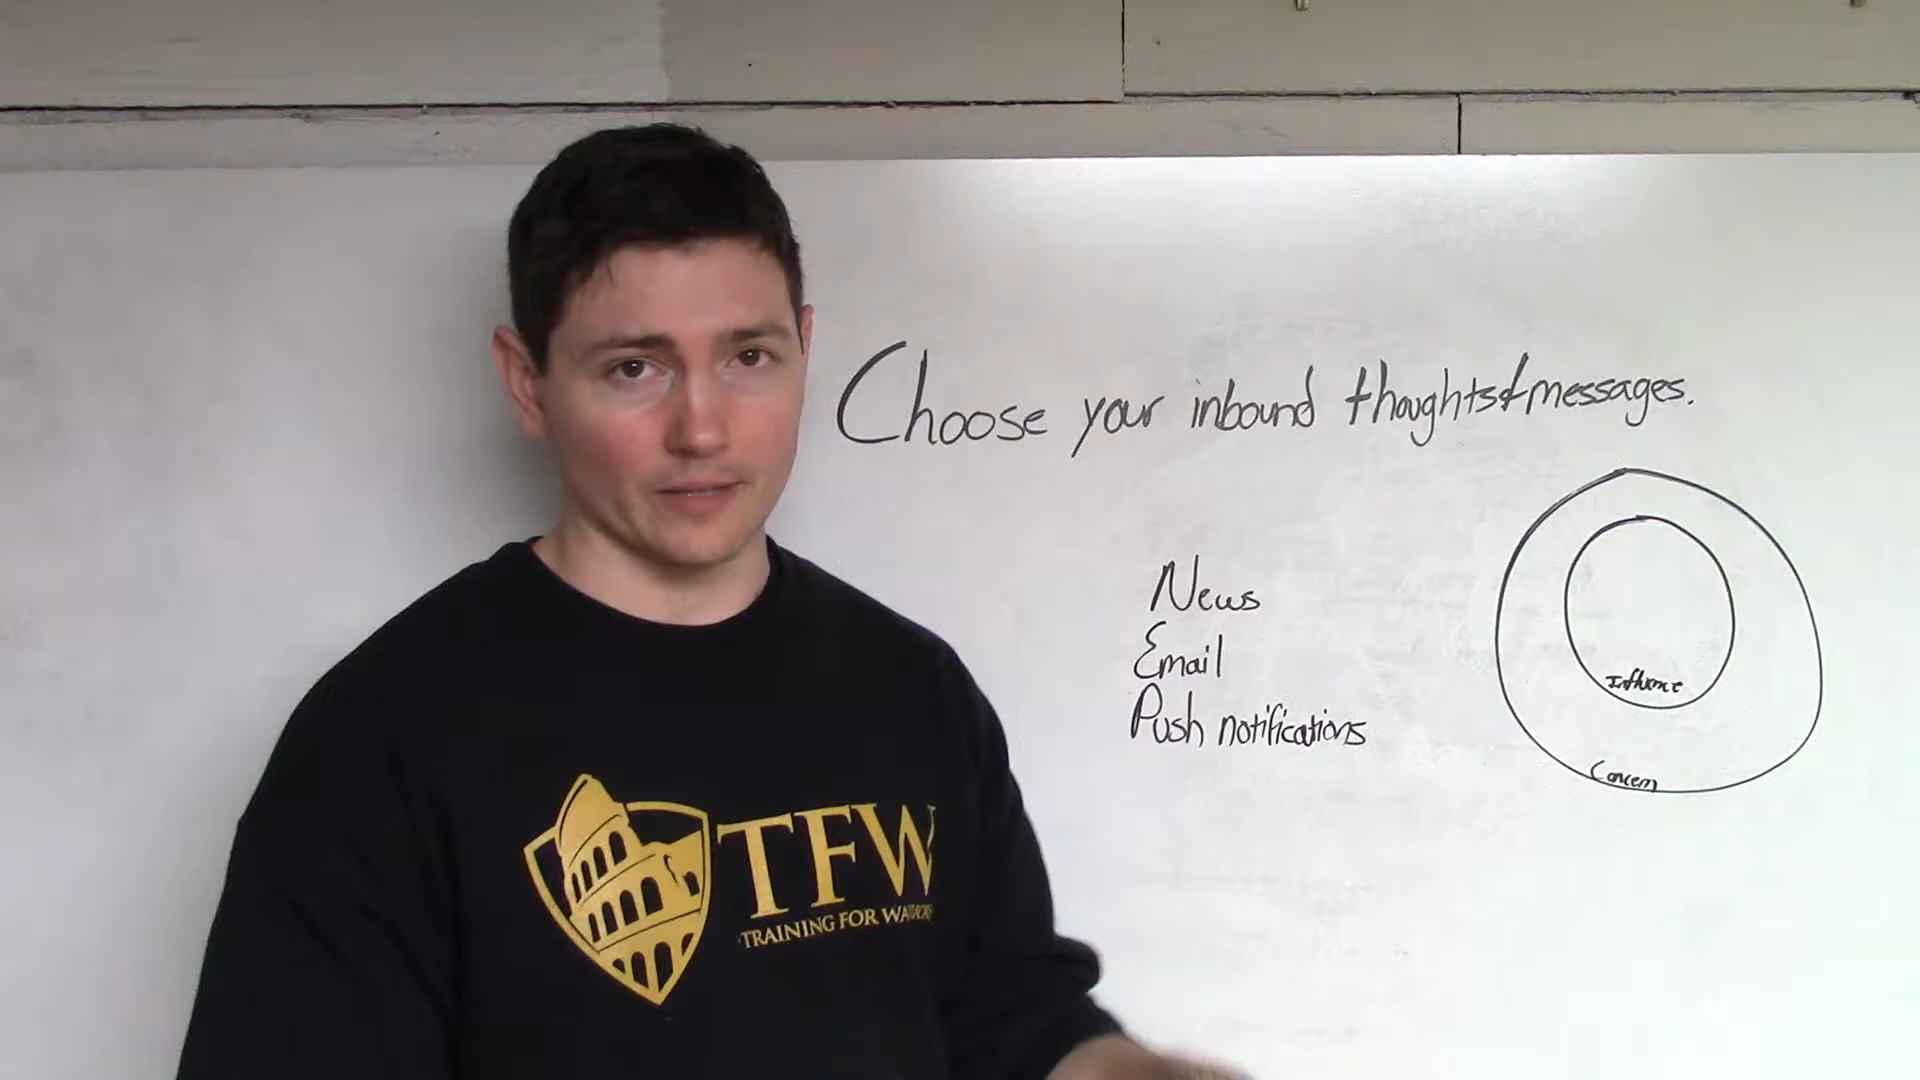 Choose your inbound thoughts & messages.
News
Email
Push notifications
Influence
Concern
TFW
TRAINING FOR WARRIORS